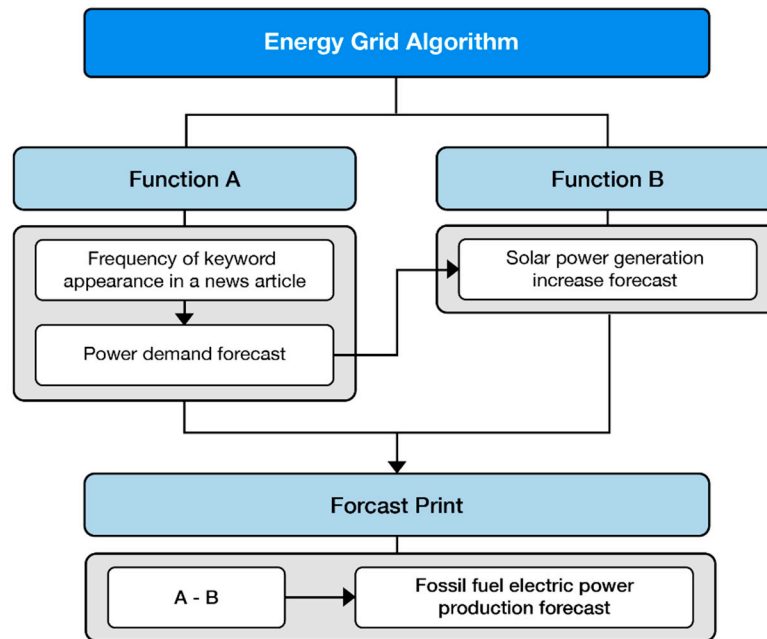 Energy Grid Algorithm
Function A
Function B
Frequency of keyword
appearance in a news article
Solar power generation
increase forecast
Power demand forecast
Forcast Print
A - B
Fossil fuel electric power
production forecast